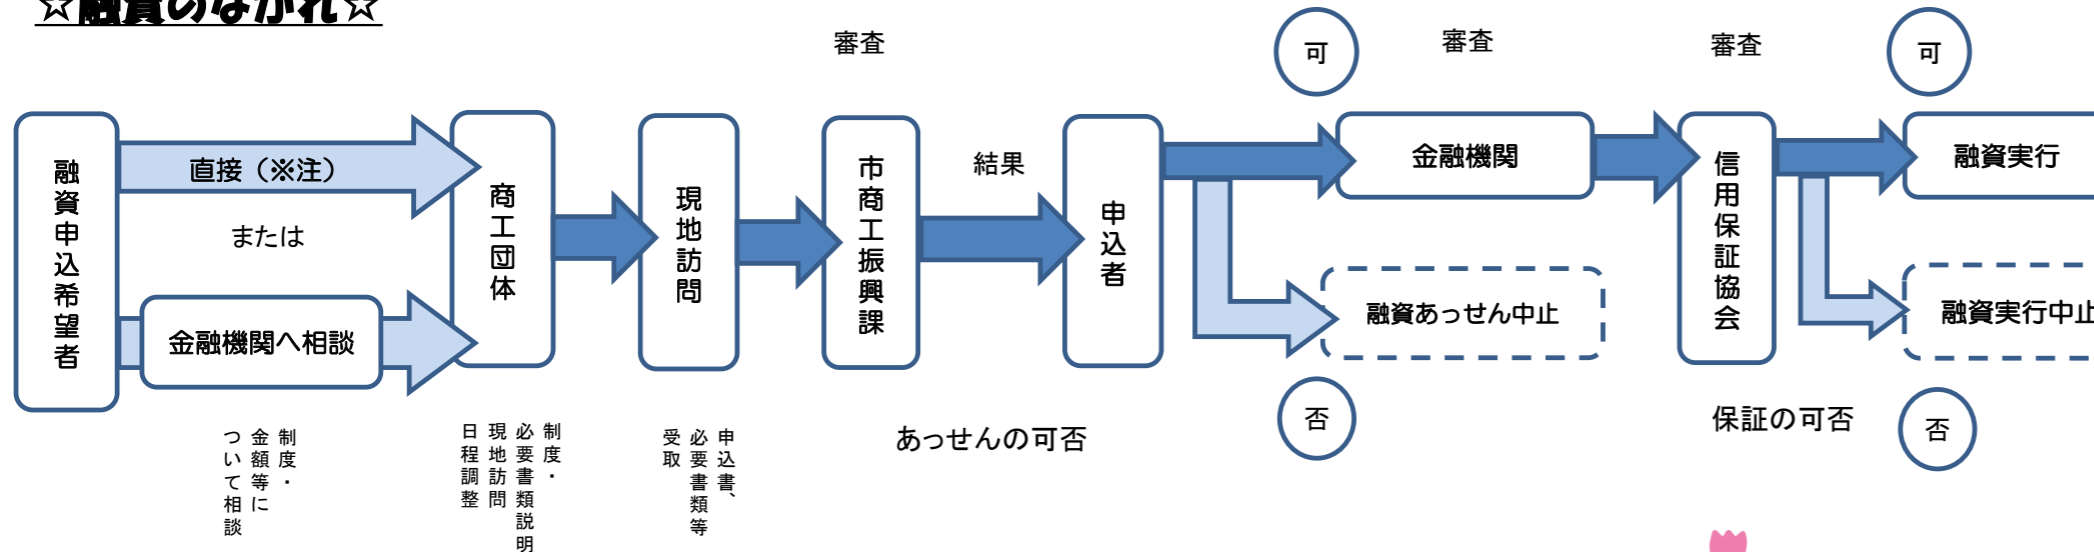 ☆融資のながれ☆
審査
可
審査
審査
可
融資申込希望者
直接（※注）
または
金融機関へ相談
商工団体
現地訪問
市商工振興課
結果
申込者
金融機関
融資あっせん中止
信用保証協会
融資実行
融資実行中止
制度・
金額等に
ついて相談
制度・
必要書類説明
現地訪問
日程調整
申込書、
必要書類等
受取
あっせんの可否
否
保証の可否
否